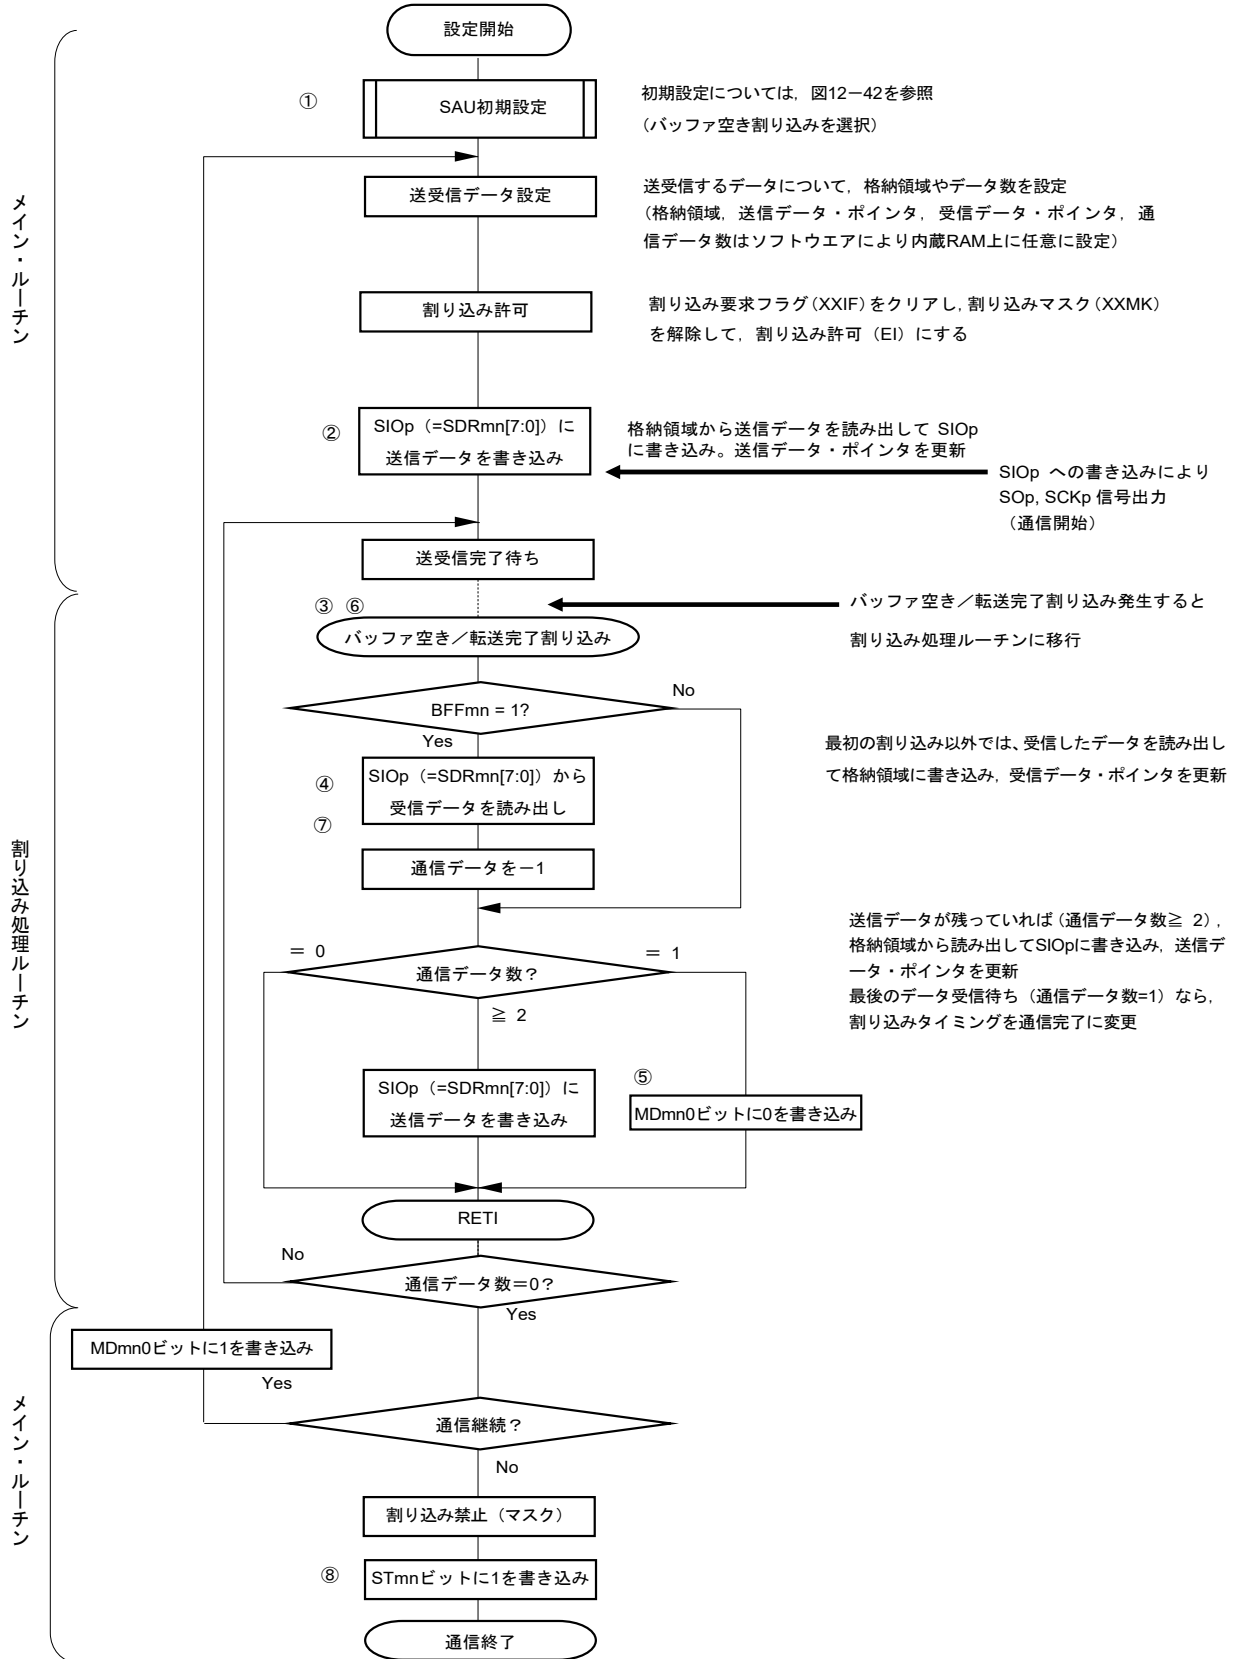 設定開始
①
SAU初期設定
初期設定については，図12－42を参照
（バッファ空き割り込みを選択）
メイン・ルーチン
送受信データ設定
送受信するデータについて，格納領域やデータ数を設定
（格納領域，送信データ・ポインタ，受信データ・ポインタ，通
信データ数はソフトウエアにより内蔵RAM上に任意に設定）
割り込み許可
割り込み要求フラグ（XXIF）をクリアし，割り込みマスク（XXMK）
を解除して，割り込み許可（EI）にする
②
SIOp（=SDRmn[7:0]）に
送信データを書き込み
格納領域から送信データを読み出して SIOp
に書き込み。送信データ・ポインタを更新
SIOp への書き込みにより
SOp, SCKp 信号出力
（通信開始）
送受信完了待ち
③ ⑥
バッファ空き／転送完了割り込み
バッファ空き／転送完了割り込み発生すると
割り込み処理ルーチンに移行
割り込み処理ルーチン
BFFmn = 1?
No
Yes
④
SIOp（=SDRmn[7:0]）から
受信データを読み出し
⑦
最初の割り込み以外では、受信したデータを読み出し
て格納領域に書き込み，受信データ・ポインタを更新
通信データを－1
＝ 0
通信データ数？
＝ 1
≧ 2
送信データが残っていれば（通信データ数≧ 2），
格納領域から読み出してSIOpに書き込み，送信デ
ータ・ポインタを更新
最後のデータ受信待ち（通信データ数=1）なら，
割り込みタイミングを通信完了に変更
SIOp（=SDRmn[7:0]）に
送信データを書き込み
⑤
MDmn0ビットに0を書き込み
RETI
No
通信データ数＝0？
Yes
メイン・ルーチン
MDmn0ビットに1を書き込み
Yes
通信継続？
No
割り込み禁止（マスク）
⑧
STmnビットに1を書き込み
通信終了